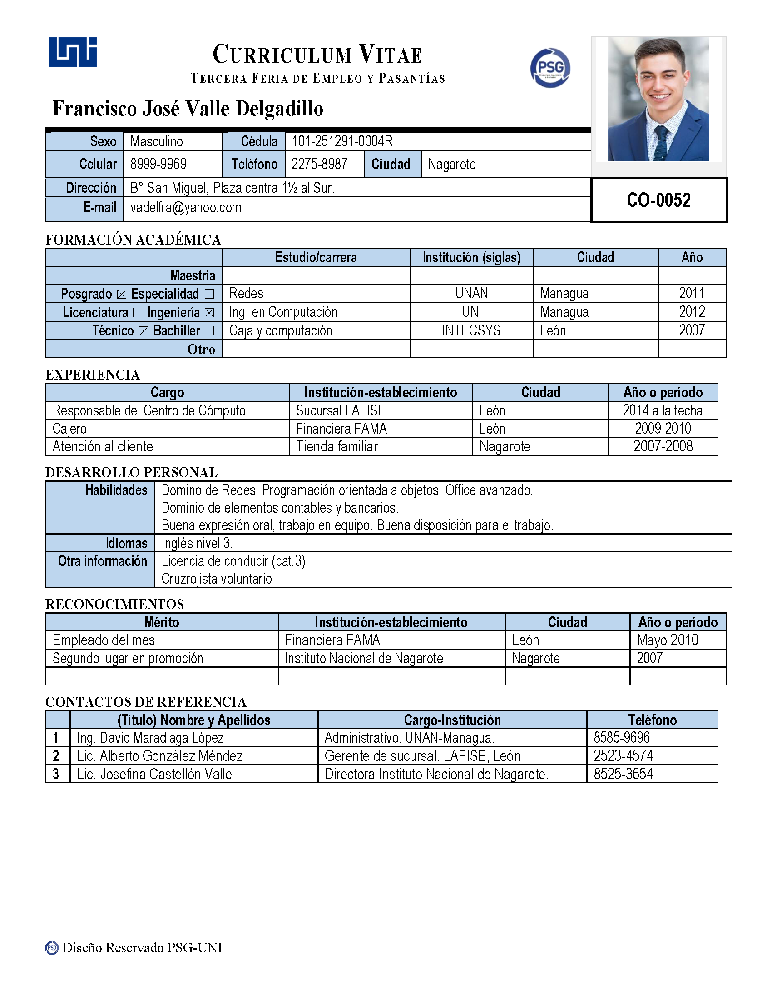 CURRICULUM VITAE
TERCERA FERIA DE EMPLEO Y PASANTÍAS
PSG
Francisco José Valle Delgadillo
Sexo Masculino Cédula 101-251291-0004R
Celular 8999-9969 Teléfono 2275-8987 Ciudad Nagarote
Dirección B° San Miguel, Plaza centra 1½ al Sur.
E-mail vadelfra@yahoo.com
CO-0052
FORMACIÓN ACADÉMICA
Estudio/carrera Institución (siglas) Ciudad Año
Maestría
Posgrado ☒ Especialidad ☐ Redes UNAN Managua 2011
Licenciatura ☐ Ingeniería ☒ Ing. en Computación UNI Managua 2012
Técnico ☒ Bachiller ☐ Caja y computación INTECSYS León 2007
Otro
EXPERIENCIA
Cargo Institución-establecimiento Ciudad Año o período
Responsable del Centro de Cómputo Sucursal LAFISE León 2014 a la fecha
Cajero Financiera FAMA León 2009-2010
Atención al cliente Tienda familiar Nagarote 2007-2008
DESARROLLO PERSONAL
Habilidades Domino de Redes, Programación orientada a objetos, Office avanzado.
Dominio de elementos contables y bancarios.
Buena expresión oral, trabajo en equipo. Buena disposición para el trabajo.
Idiomas Inglés nivel 3.
Otra información Licencia de conducir (cat.3)
Cruzrojista voluntario
RECONOCIMIENTOS
Mérito Institución-establecimiento Ciudad Año o período
Empleado del mes Financiera FAMA León Mayo 2010
Segundo lugar en promoción Instituto Nacional de Nagarote Nagarote 2007
CONTACTOS DE REFERENCIA
(Título) Nombre y Apellidos Cargo-Institución Teléfono
1 Ing. David Maradiaga López Administrativo. UNAN-Managua. 8585-9696
2 Lic. Alberto González Méndez Gerente de sucursal. LAFISE, León 2523-4574
3 Lic. Josefina Castellón Valle Directora Instituto Nacional de Nagarote. 8525-3654
PSG Diseño Reservado PSG-UNI